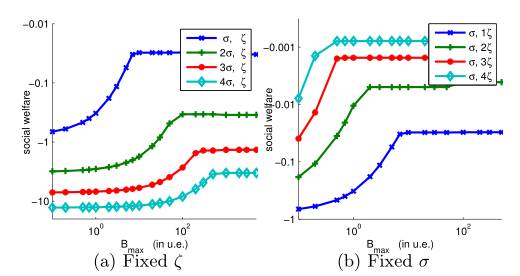 −0.01
−0.1
−1
−10
social welfare
σ, ζ
2σ, ζ
3σ, ζ
4σ, ζ
10^0
10^2
B_max (in u.e.)
(a) Fixed ζ
−0.001
−0.01
−0.1
−1
social welfare
σ, 1ζ
σ, 2ζ
σ, 3ζ
σ, 4ζ
10^0
10^2
B_max (in u.e.)
(b) Fixed σ